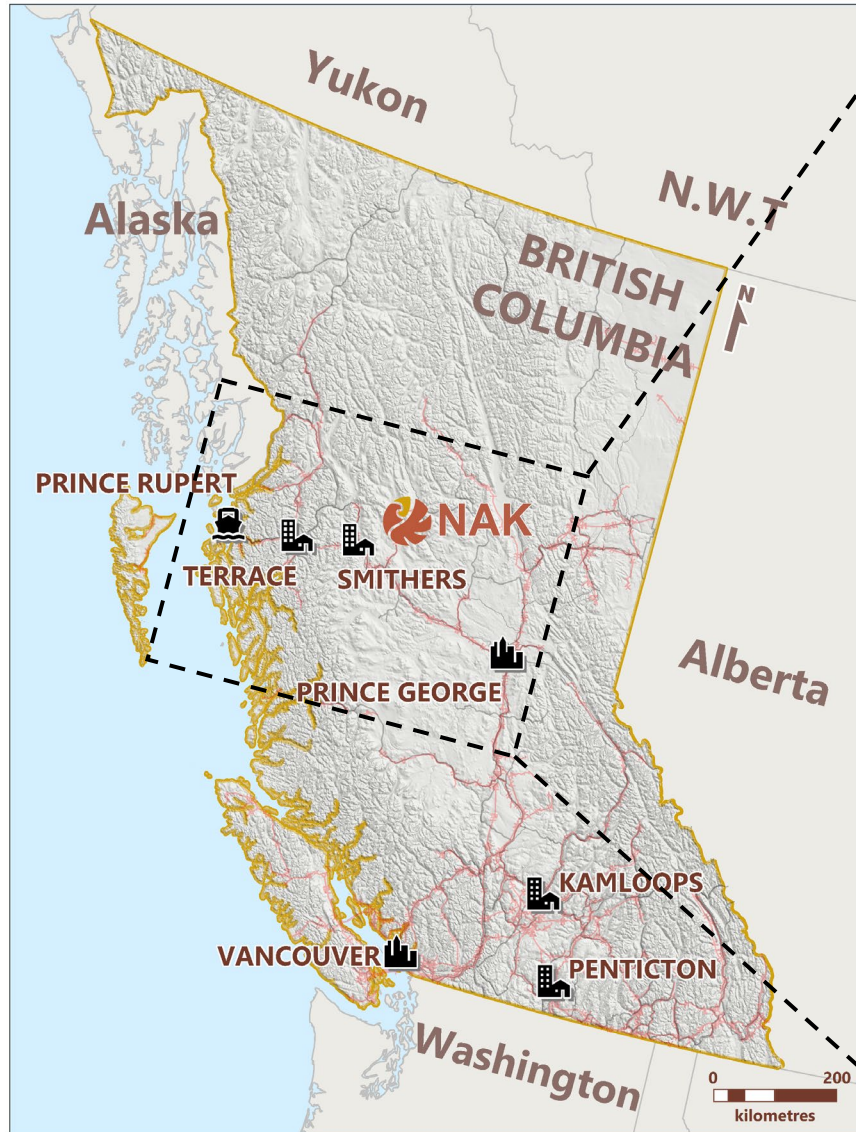 Yukon
N.W.T
Alaska
BRITISH
COLUMBIA
N
PRINCE RUPERT
NAK
TERRACE
SMITHERS
Alberta
PRINCE GEORGE
KAMLOOPS
VANCOUVER
PENTICTON
Washington
0 200
kilometres